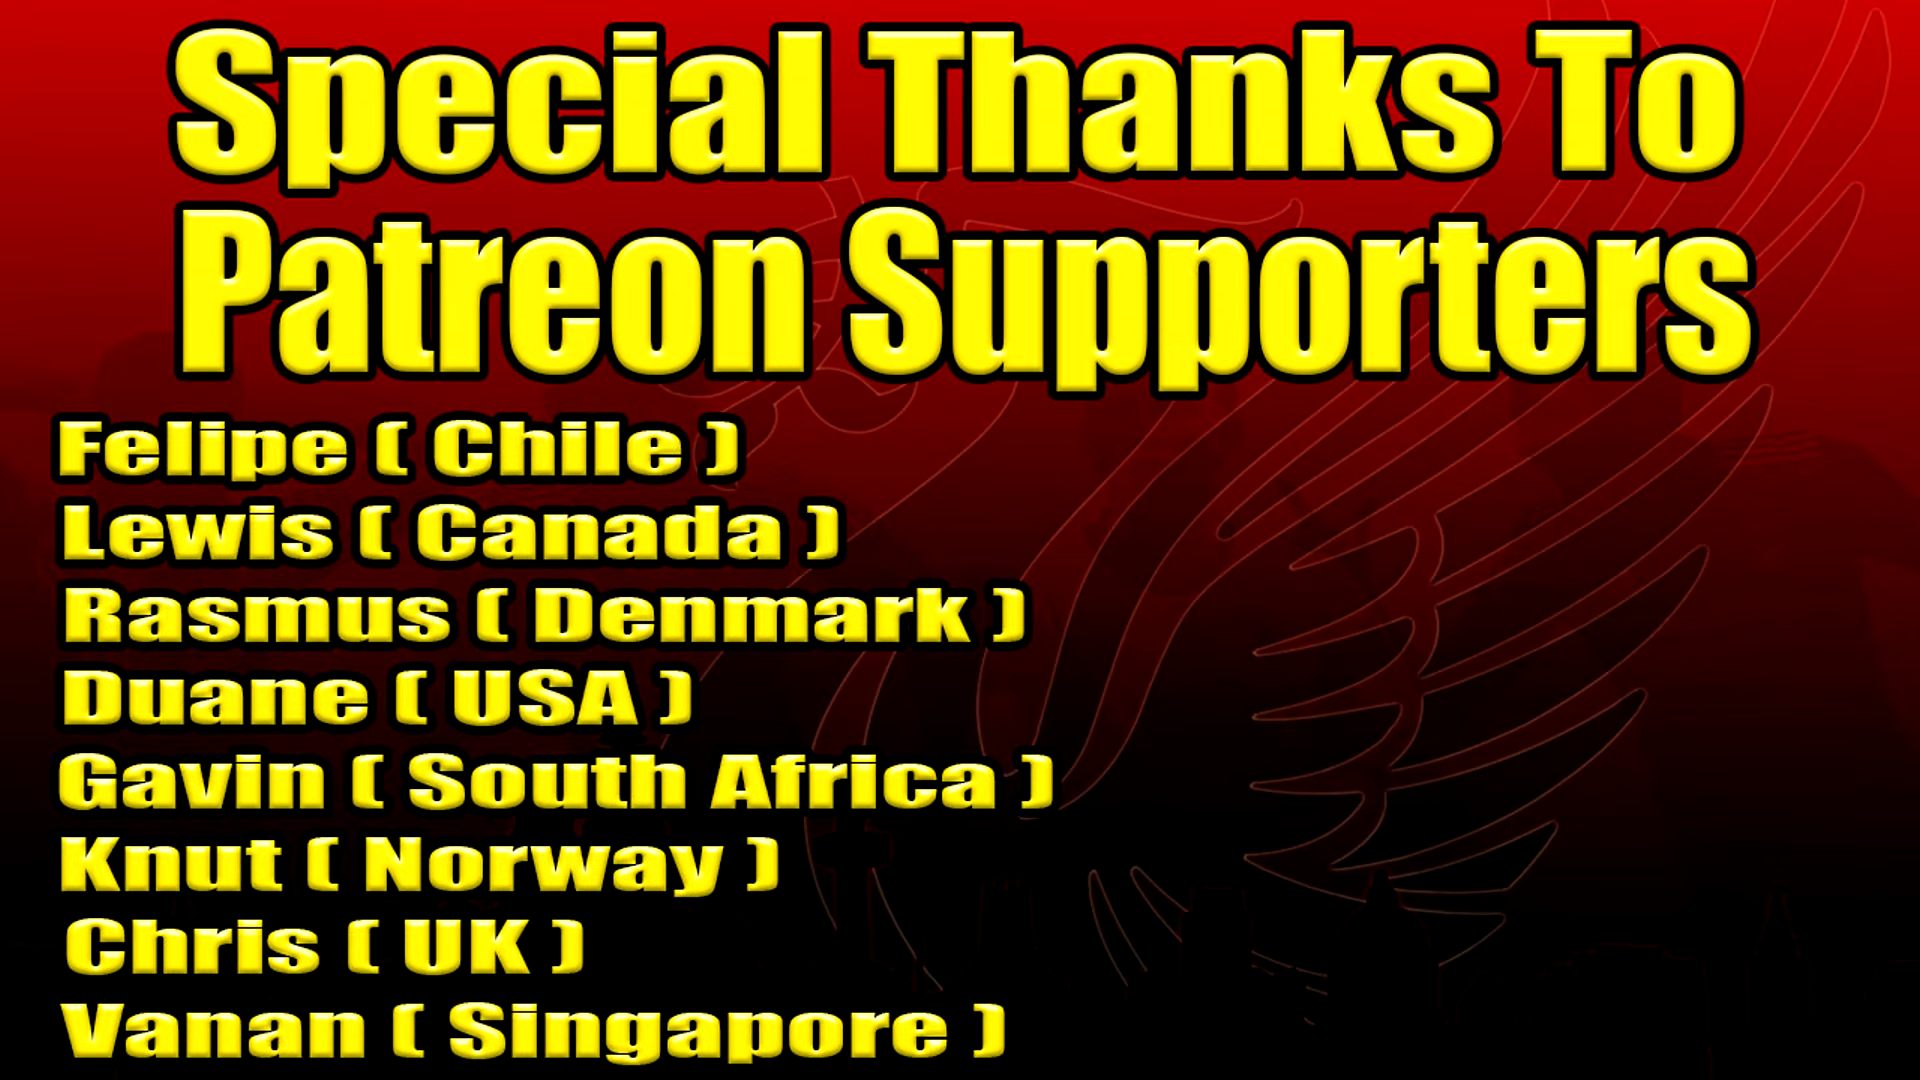 Special Thanks To
Patreon Supporters
Felipe ( Chile )
Lewis ( Canada )
Rasmus ( Denmark )
Duane ( USA )
Gavin ( South Africa )
Knut ( Norway )
Chris ( UK )
Vanan ( Singapore )